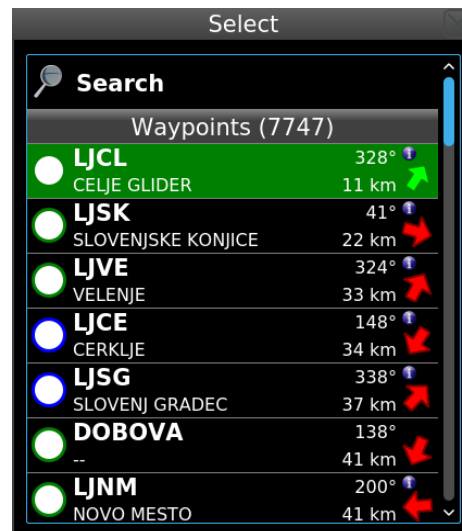 Select
Search
Waypoints (7747)
LJCL 328°
CELJE GLIDER 11 km
LJSK 41°
SLOVENJSKE KONJICE 22 km
LJVE 324°
VELENJE 33 km
LJCE 148°
CERKLJE 34 km
LJSG 338°
SLOVENJ GRADEC 37 km
DOBOVA 138°
-- 41 km
LJNM 200°
NOVO MESTO 41 km